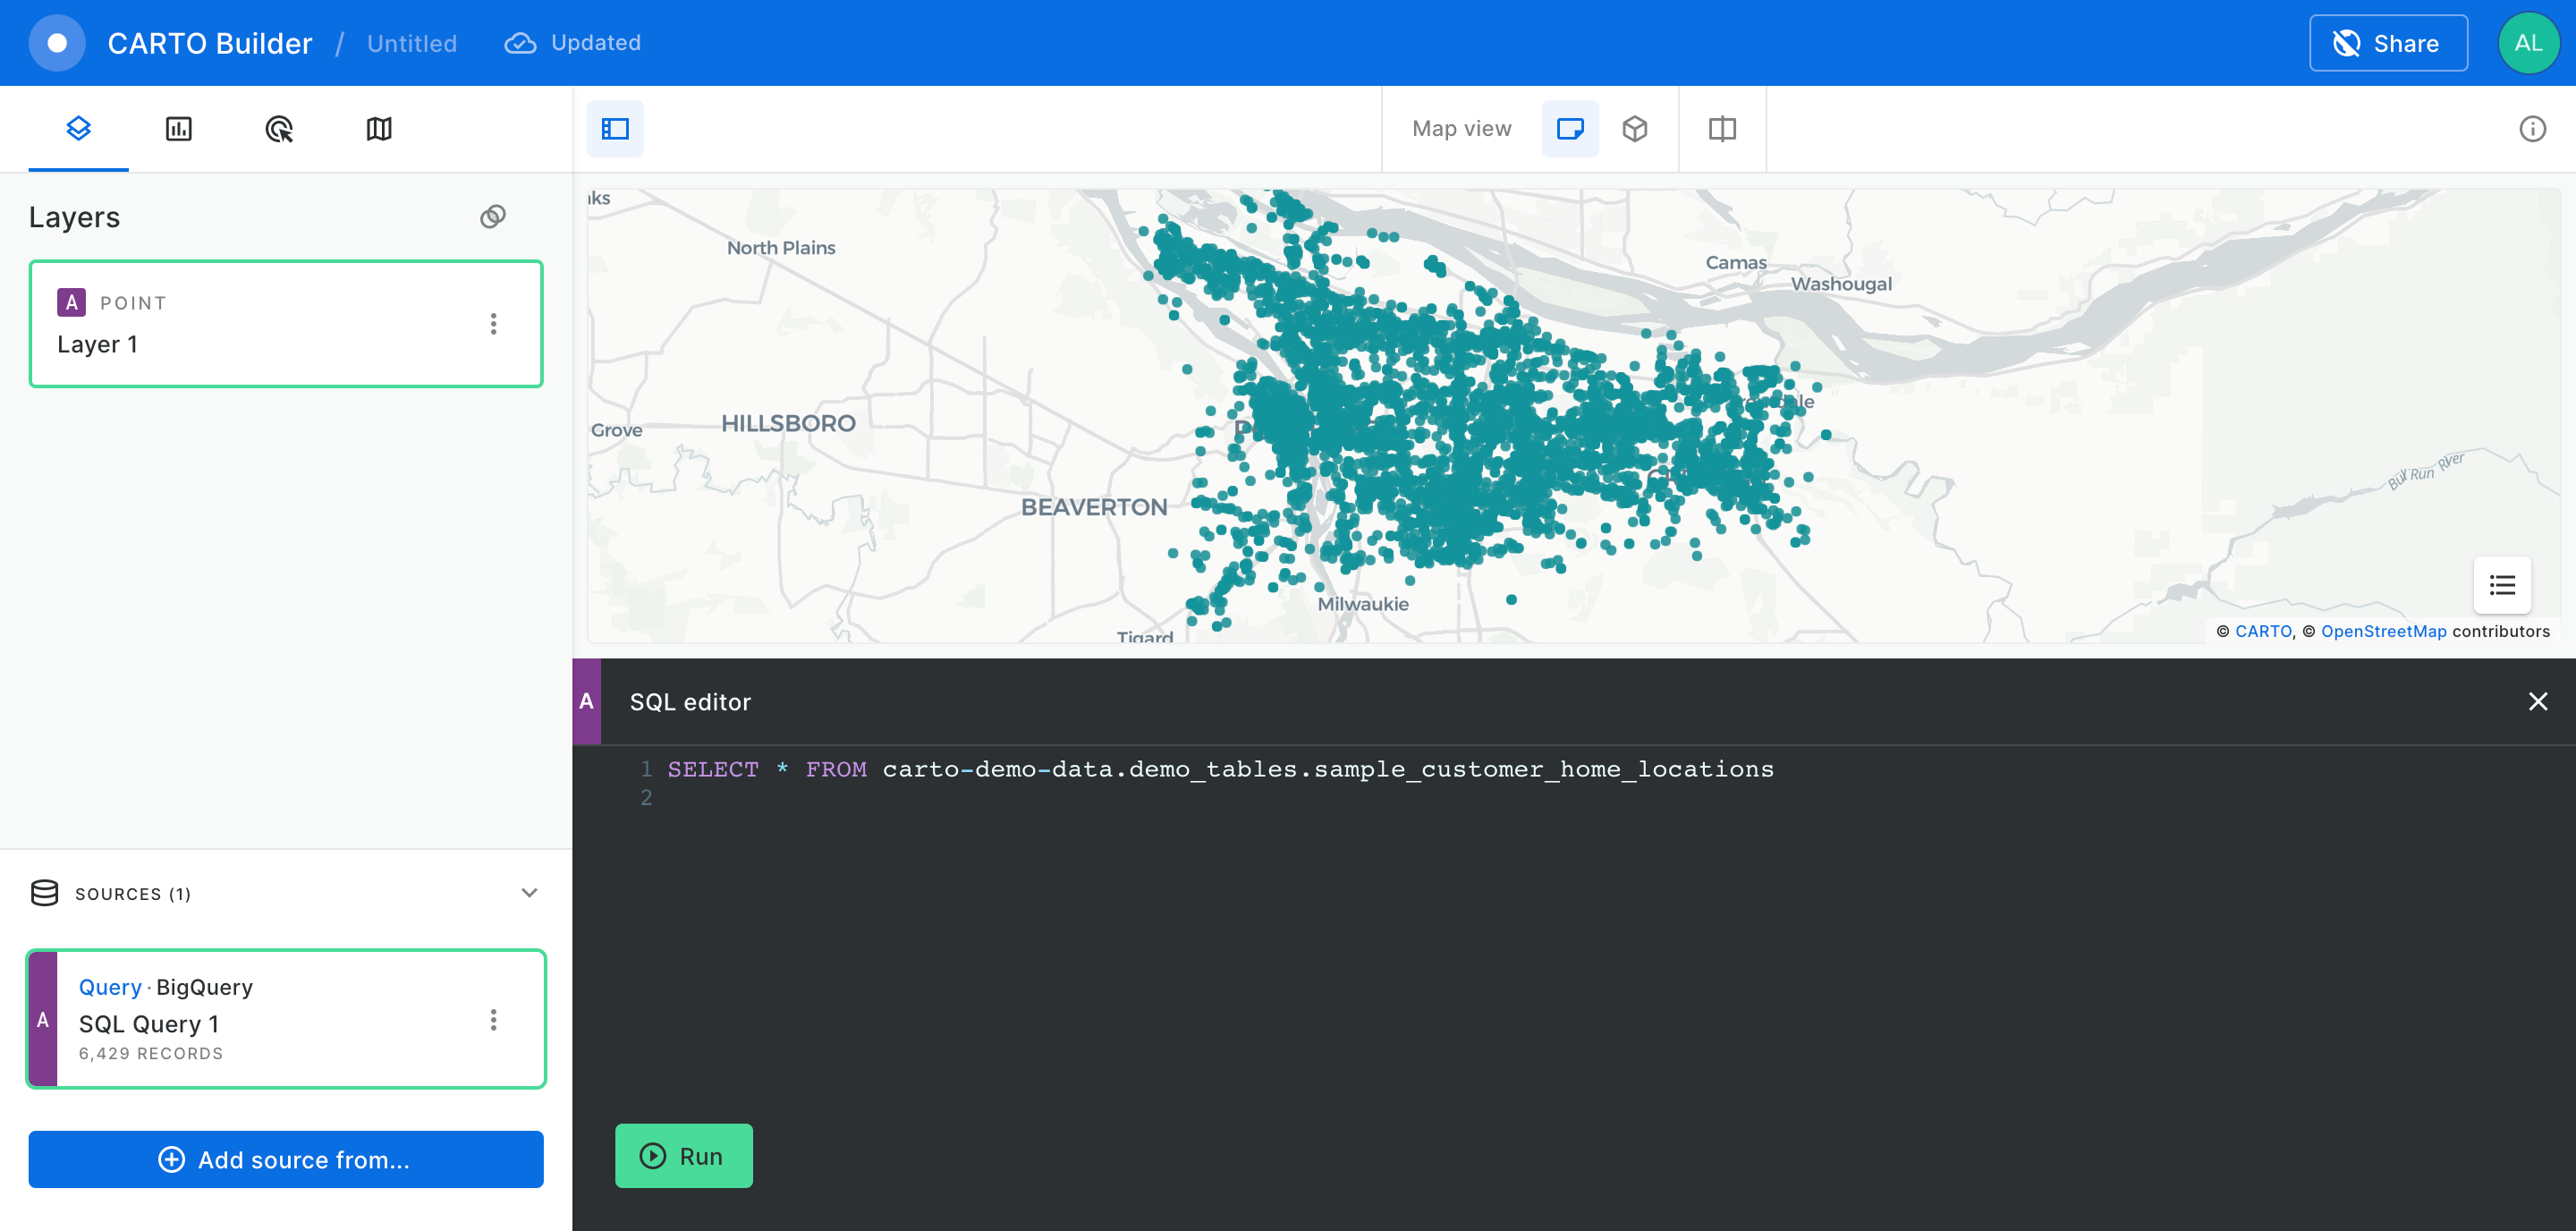 CARTO Builder / Untitled Updated
Share AL
Map view
Layers
A POINT
Layer 1
North Plains
Camas
Washougal
Grove
HILLSBORO
BEAVERTON
Bull Run River
Milwaukie
Tigard
© CARTO, © OpenStreetMap contributors
A SQL editor
1 SELECT * FROM carto-demo-data.demo_tables.sample_customer_home_locations
2
SOURCES (1)
A
Query · BigQuery
SQL Query 1
6,429 RECORDS
Add source from...
Run